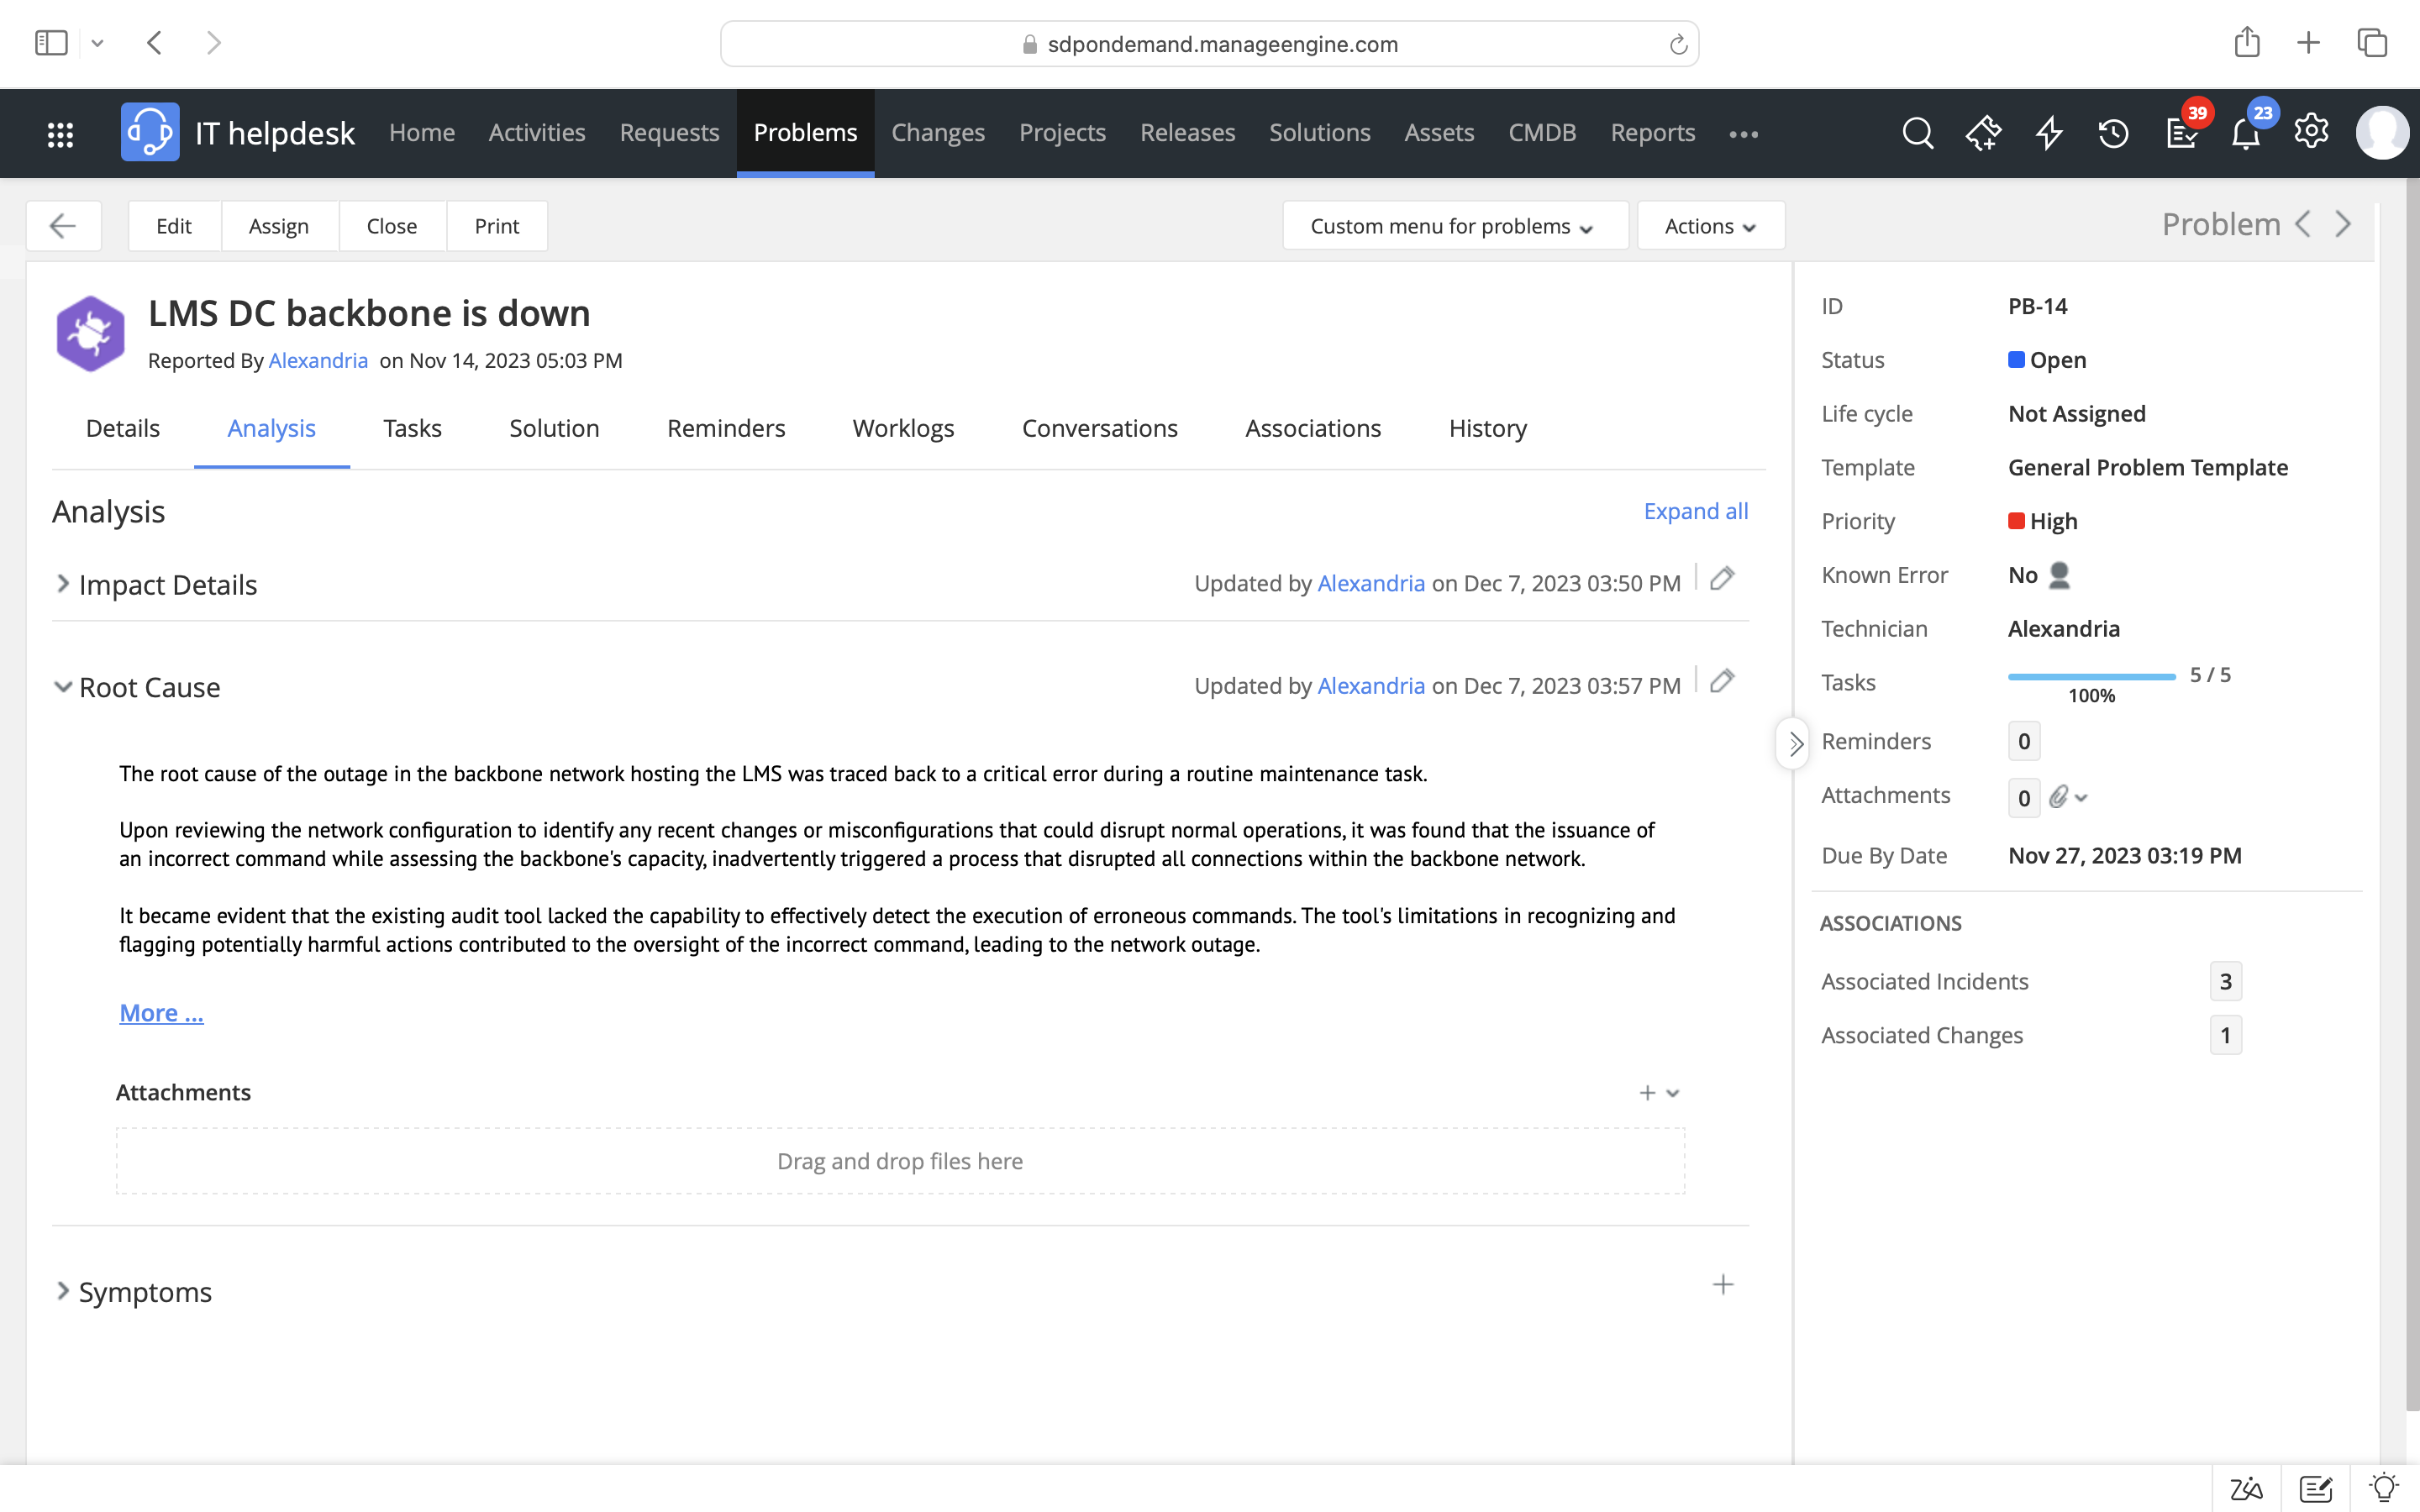 sdpondemand.manageengine.com
IT helpdesk
Home
Activities
Requests
Problems
Changes
Projects
Releases
Solutions
Assets
CMDB
Reports
39
23
Edit
Assign
Close
Print
Custom menu for problems
Actions
Problem
LMS DC backbone is down
Reported By Alexandria on Nov 14, 2023 05:03 PM
Details
Analysis
Tasks
Solution
Reminders
Worklogs
Conversations
Associations
History
Analysis
Expand all
Impact Details
Updated by Alexandria on Dec 7, 2023 03:50 PM
Root Cause
Updated by Alexandria on Dec 7, 2023 03:57 PM
The root cause of the outage in the backbone network hosting the LMS was traced back to a critical error during a routine maintenance task.
Upon reviewing the network configuration to identify any recent changes or misconfigurations that could disrupt normal operations, it was found that the issuance of
an incorrect command while assessing the backbone's capacity, inadvertently triggered a process that disrupted all connections within the backbone network.
It became evident that the existing audit tool lacked the capability to effectively detect the execution of erroneous commands. The tool's limitations in recognizing and
flagging potentially harmful actions contributed to the oversight of the incorrect command, leading to the network outage.
More ...
Attachments
Drag and drop files here
Symptoms
ID PB-14
Status Open
Life cycle Not Assigned
Template General Problem Template
Priority High
Known Error No
Technician Alexandria
Tasks 5 / 5
100%
Reminders 0
Attachments 0
Due By Date Nov 27, 2023 03:19 PM
ASSOCIATIONS
Associated Incidents 3
Associated Changes 1
Zia